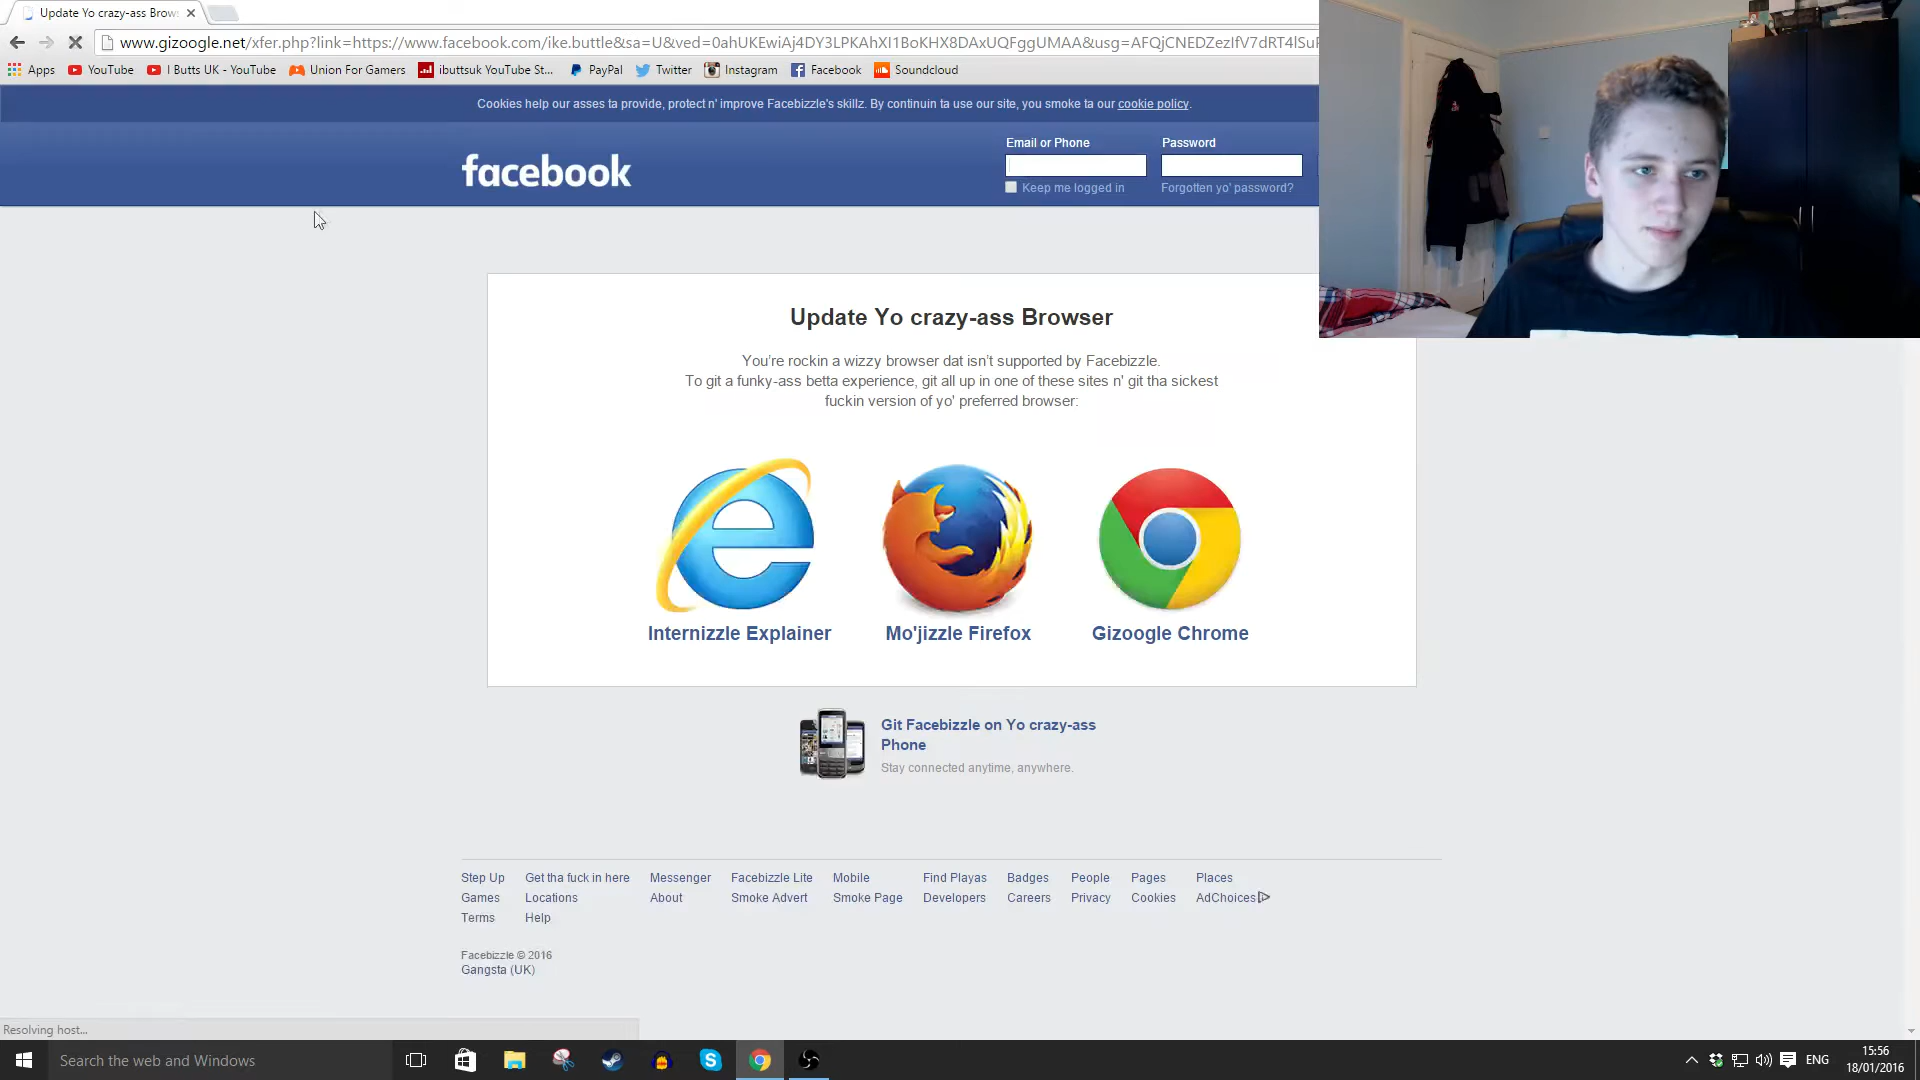 Update Yo crazy-ass Brows
www.gizoogle.net/xfer.php?link=https://www.facebook.com/ike.buttle&sa=U&ved=0ahUKEwiAj4DY3LPKAhXI1BoKHX8DAxUQFggUMAA&usg=AFQjCNEDZezIfV7dRT4lSuR
Apps YouTube I Butts UK - YouTube Union For Gamers ibuttsuk YouTube St... PayPal Twitter Instagram Facebook Soundcloud
Cookies help our asses ta provide, protect n' improve Facebizzle's skillz. By continuin ta use our site, you smoke ta our cookie policy.
facebook
Email or Phone Password
Keep me logged in Forgotten yo' password?
Update Yo crazy-ass Browser
You're rockin a wizzy browser dat isn't supported by Facebizzle.
To git a funky-ass betta experience, git all up in one of these sites n' git tha sickest
fuckin version of yo' preferred browser:
Internizzle Explainer Mo'jizzle Firefox Gizoogle Chrome
Git Facebizzle on Yo crazy-ass
Phone
Stay connected anytime, anywhere.
Step Up Get tha fuck in here Messenger Facebizzle Lite Mobile Find Playas Badges People Pages Places
Games Locations About Smoke Advert Smoke Page Developers Careers Privacy Cookies AdChoices
Terms Help
Facebizzle © 2016
Gangsta (UK)
Resolving host...
Search the web and Windows
ENG
15:56
18/01/2016